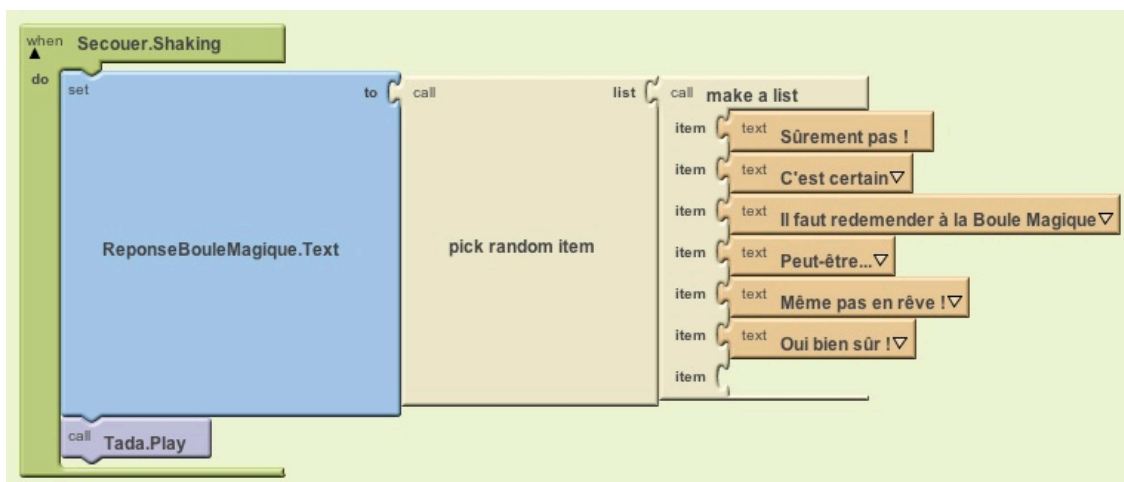 when Secouer.Shaking
do
set ReponseBouleMagique.Text to
call pick random item list
call make a list
item text Sûrement pas !
item text C'est certain
item text Il faut redemender à la Boule Magique
item text Peut-être...
item text Même pas en rêve !
item text Oui bien sûr !
item
call Tada.Play